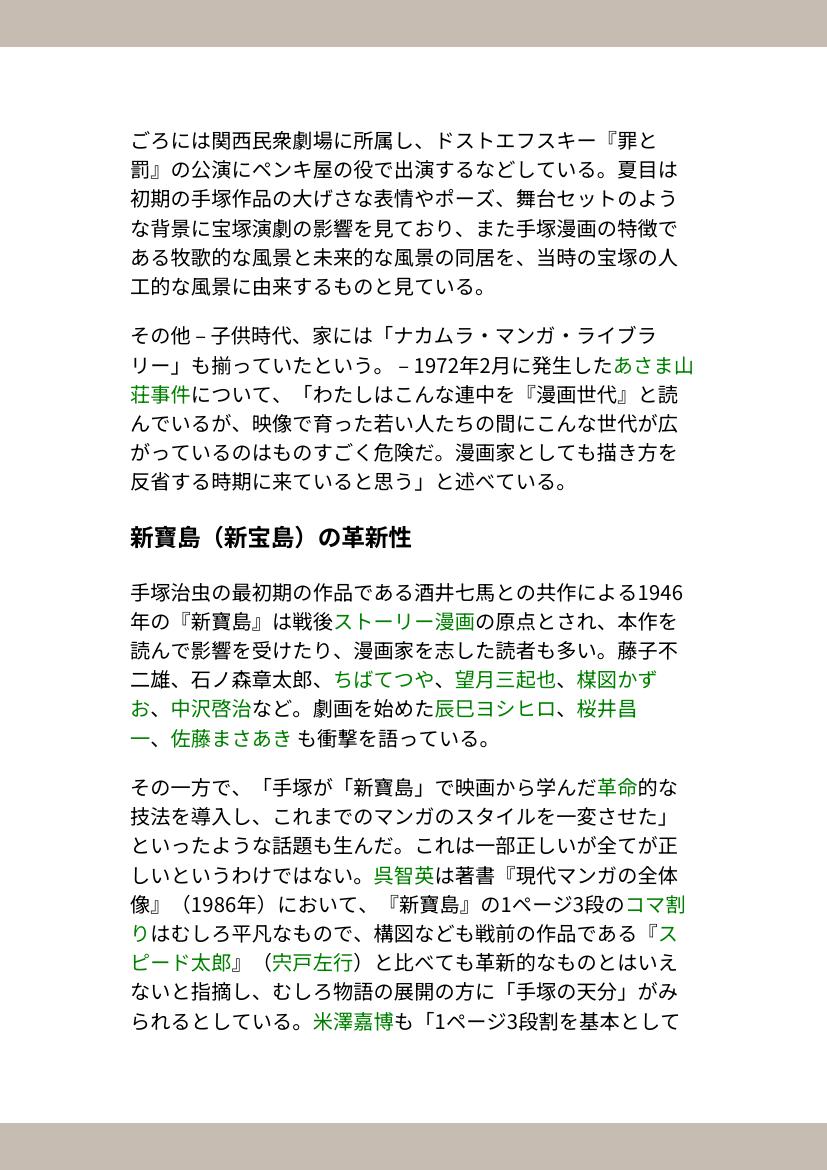 ごろには関西民衆劇場に所属し、ドストエフスキー『罪と
罰』の公演にペンキ屋の役で出演するなどしている。夏目は
初期の手塚作品の大げさな表情やポーズ、舞台セットのよう
な背景に宝塚演劇の影響を見ており、また手塚漫画の特徴で
ある牧歌的な風景と未来的な風景の同居を、当時の宝塚の人
工的な風景に由来するものと見ている。
その他 – 子供時代、家には「ナカムラ・マンガ・ライブラ
リー」も揃っていたという。 – 1972年2月に発生したあさま山
荘事件について、「わたしはこんな連中を『漫画世代』と読
んでいるが、映像で育った若い人たちの間にこんな世代が広
がっているのはものすごく危険だ。漫画家としても描き方を
反省する時期に来ていると思う」と述べている。
新寶島（新宝島）の革新性
手塚治虫の最初期の作品である酒井七馬との共作による1946
年の『新寶島』は戦後ストーリー漫画の原点とされ、本作を
読んで影響を受けたり、漫画家を志した読者も多い。藤子不
二雄、石ノ森章太郎、ちばてつや、望月三起也、楳図かず
お、中沢啓治など。劇画を始めた辰巳ヨシヒロ、桜井昌
一、佐藤まさあき も衝撃を語っている。
その一方で、「手塚が「新寶島」で映画から学んだ革命的な
技法を導入し、これまでのマンガのスタイルを一変させた」
といったような話題も生んだ。これは一部正しいが全てが正
しいというわけではない。呉智英は著書『現代マンガの全体
像』（1986年）において、『新寶島』の1ページ3段のコマ割
りはむしろ平凡なもので、構図なども戦前の作品である『ス
ピード太郎』（宍戸左行）と比べても革新的なものとはいえ
ないと指摘し、むしろ物語の展開の方に「手塚の天分」がみ
られるとしている。米澤嘉博も「1ページ3段割を基本として